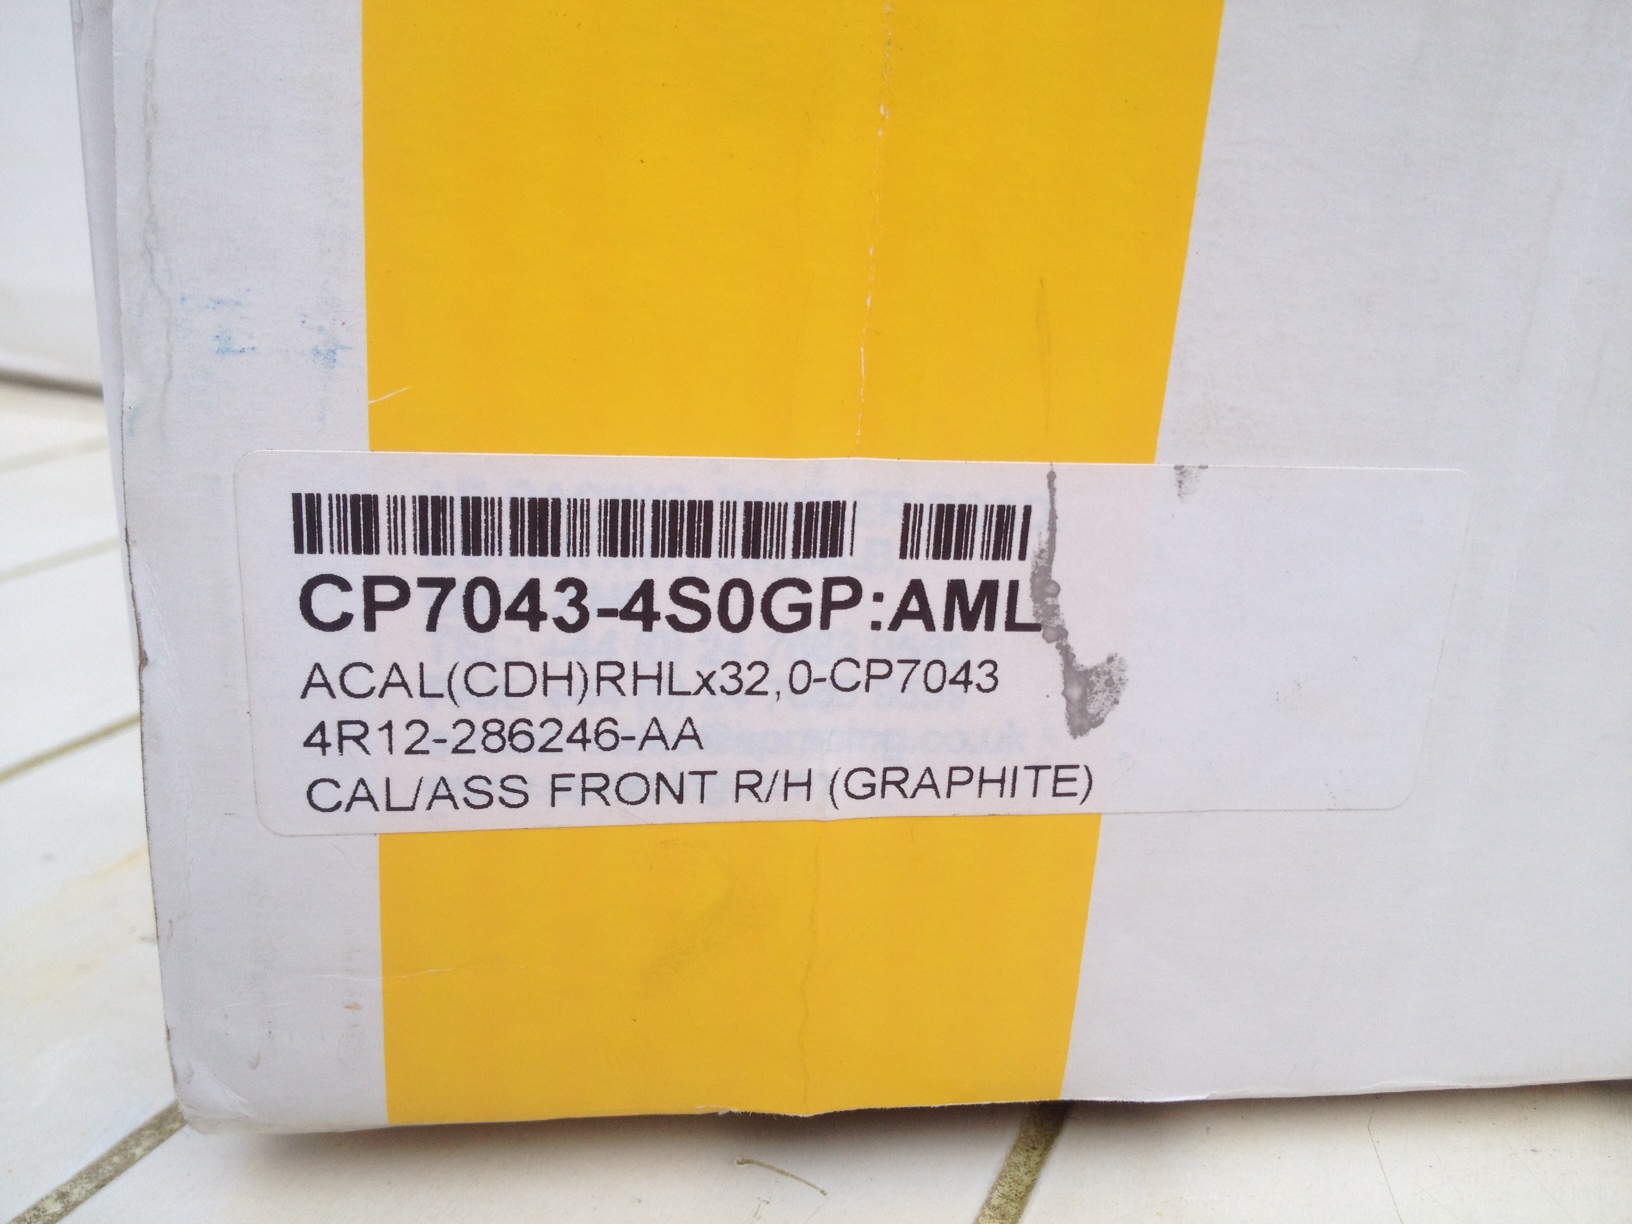 CP7043-4S0GP:AML
ACAL(CDH)RHLx32,0-CP7043
4R12-286246-AA
CAL/ASS FRONT R/H (GRAPHITE)